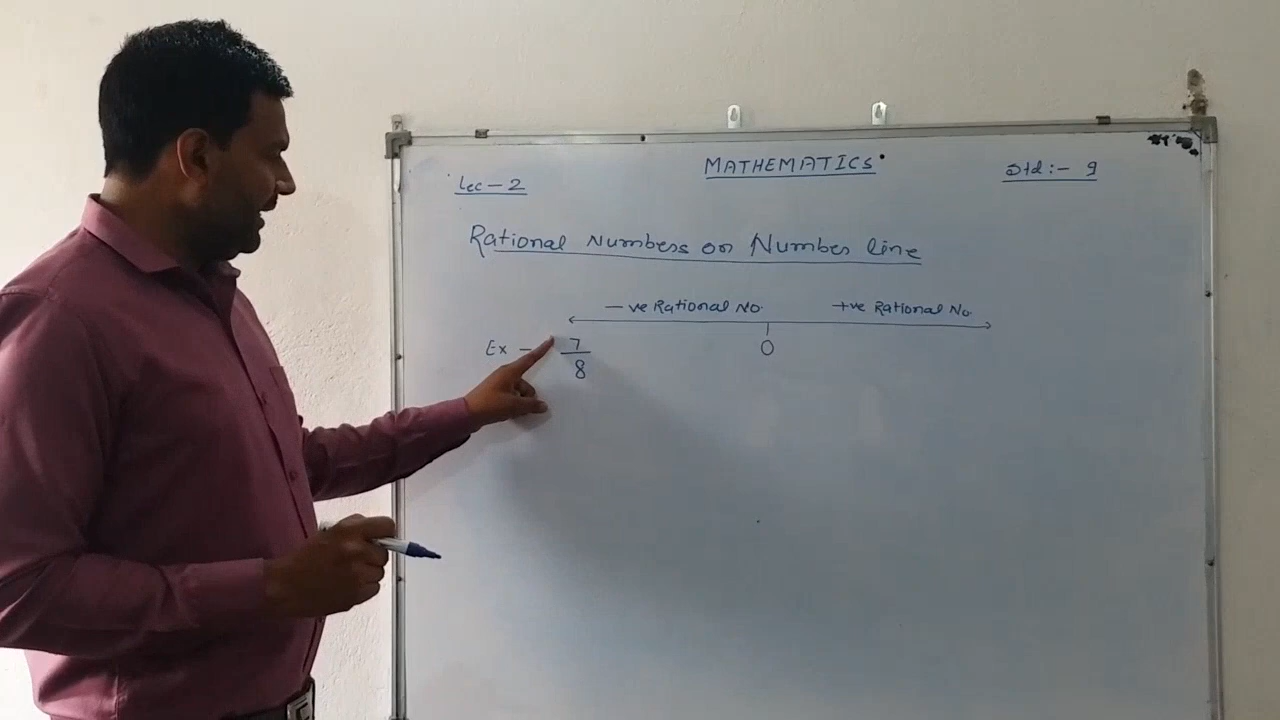 MATHEMATICS
Lec - 2
Std :- 9
Rational Numbers on Number line
-ve Rational No. +ve Rational No.
0
Ex - 7
8